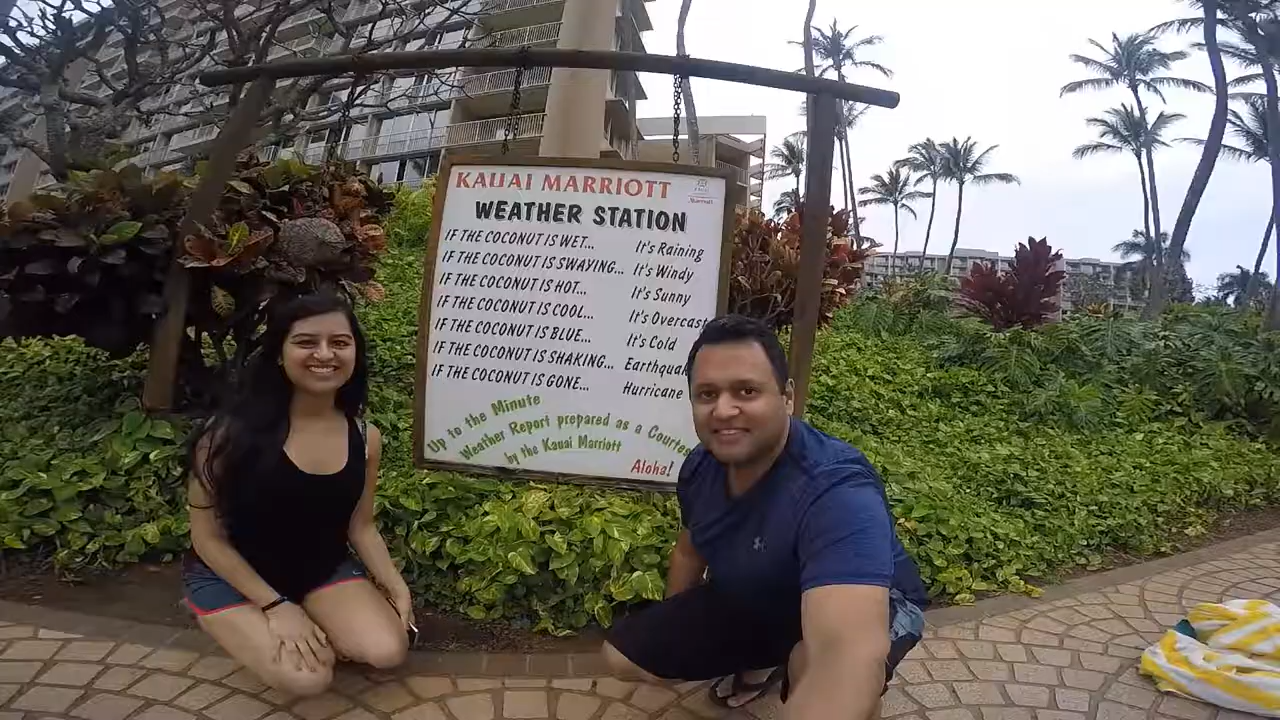 KAUAI MARRIOTT
Marriott
WEATHER STATION
IF THE COCONUT IS WET... It's Raining
IF THE COCONUT IS SWAYING... It's Windy
IF THE COCONUT IS HOT... It's Sunny
IF THE COCONUT IS COOL... It's Overcast
IF THE COCONUT IS BLUE... It's Cold
IF THE COCONUT IS SHAKING... Earthquak
IF THE COCONUT IS GONE... Hurricane
Up to the Minute
Weather Report prepared as a Courtes
by the Kauai Marriott
Aloha!